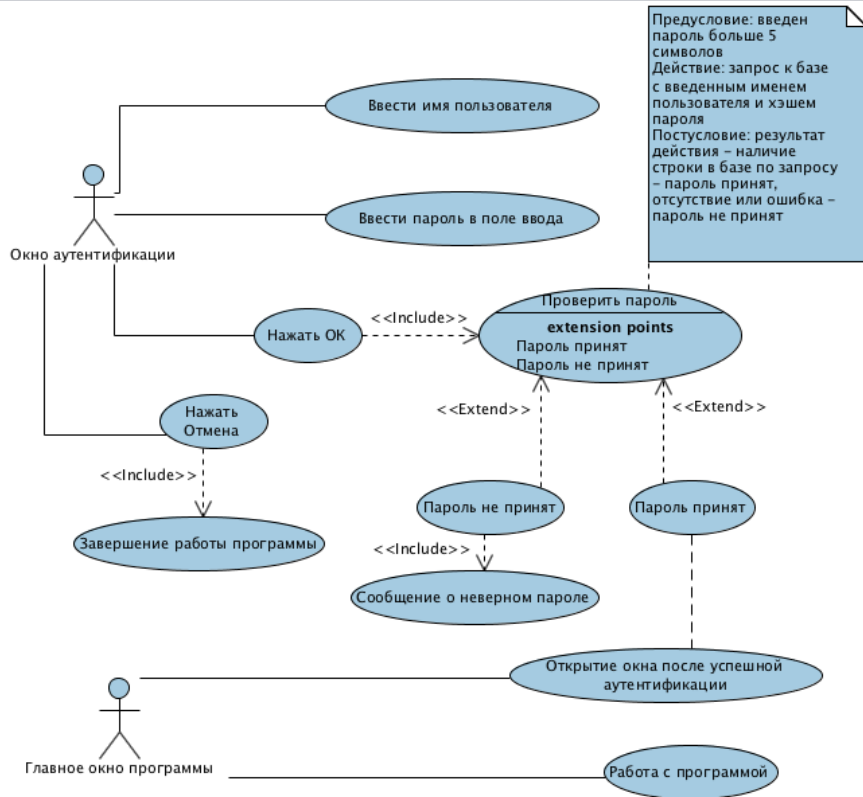 Предусловие: введен
пароль больше 5
символов
Действие: запрос к базе
с введенным именем
пользователя и хэшем
пароля
Постусловие: результат
действия – наличие
строки в базе по запросу
– пароль принят,
отсутствие или ошибка –
пароль не принят
Ввести имя пользователя
Ввести пароль в поле ввода
Окно аутентификации
Проверить пароль
<<Include>>
extension points
Нажать ОК
Пароль принят
Пароль не принят
<<Extend>>
<<Extend>>
Нажать
Отмена
<<Include>>
Пароль не принят
Пароль принят
Завершение работы программы
<<Include>>
Сообщение о неверном пароле
Открытие окна после успешной
аутентификации
Главное окно программы
Работа с программой